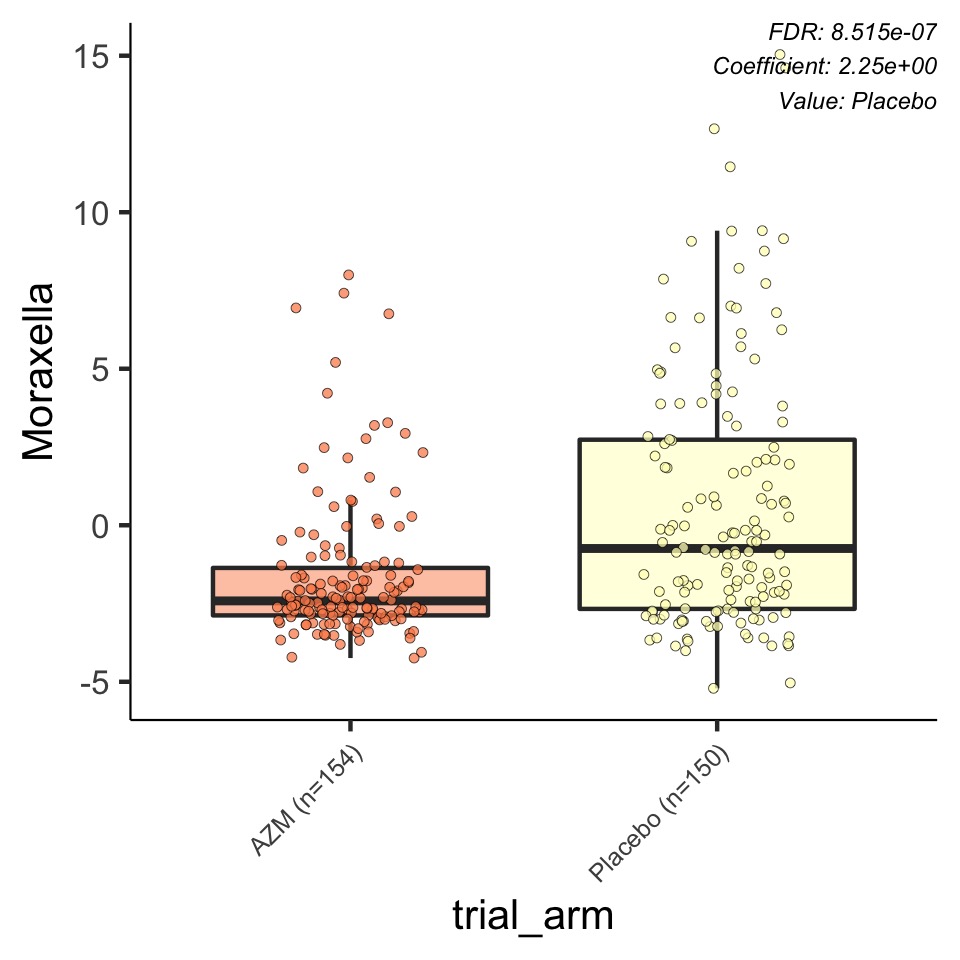 FDR: 8.515e-07
Coefficient: 2.25e+00
Value: Placebo
15
10
5
0
-5
Moraxella
AZM (n=154)
Placebo (n=150)
trial_arm